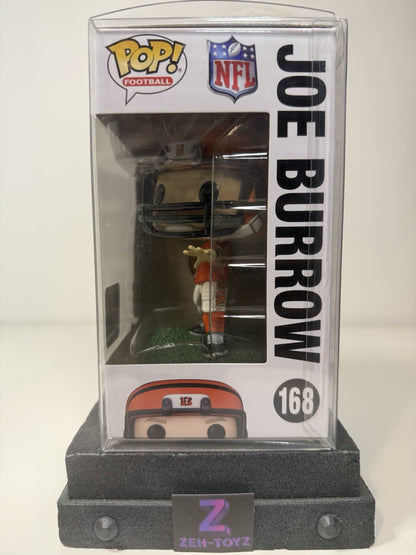 POP!
FOOTBALL
NFL
JOE BURROW
168
Z
ZEH-TOYZ